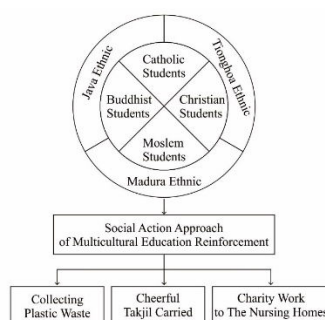 Java Ethnic
Tionghoa Ethnic
Catholic
Students
Buddhist
Students
Christian
Students
Moslem
Students
Madura Ethnic
Social Action Approach
of Multicultural Education Reinforcement
Collecting
Plastic Waste
Cheerful
Takjil Carried
Charity Work
to The Nursing Homes